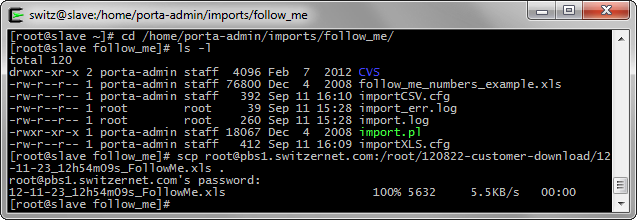 switz@slave:/home/porta-admin/imports/follow_me
[root@slave ~]# cd /home/porta-admin/imports/follow_me/
[root@slave follow_me]# ls -l
total 120
drwxr-xr-x 2 porta-admin staff  4096 Feb  7  2012 CVS
-rw-r--r-- 1 porta-admin staff 76800 Dec  4  2008 follow_me_numbers_example.xls
-rw-r--r-- 1 porta-admin staff   392 Sep 11 16:10 importCSV.cfg
-rw-r--r-- 1 root        root     39 Sep 11 15:28 import_err.log
-rw-r--r-- 1 root        root    260 Sep 11 15:28 import.log
-rwxr-xr-x 1 porta-admin staff 18067 Dec  4  2008 import.pl
-rw-r--r-- 1 porta-admin staff   412 Sep 11 16:09 importXLS.cfg
[root@slave follow_me]# scp root@pbs1.switzernet.com:/root/120822-customer-download/12
-11-23_12h54m09s_FollowMe.xls .
root@pbs1.switzernet.com's password:
12-11-23_12h54m09s_FollowMe.xls                    100% 5632     5.5KB/s   00:00
[root@slave follow_me]#